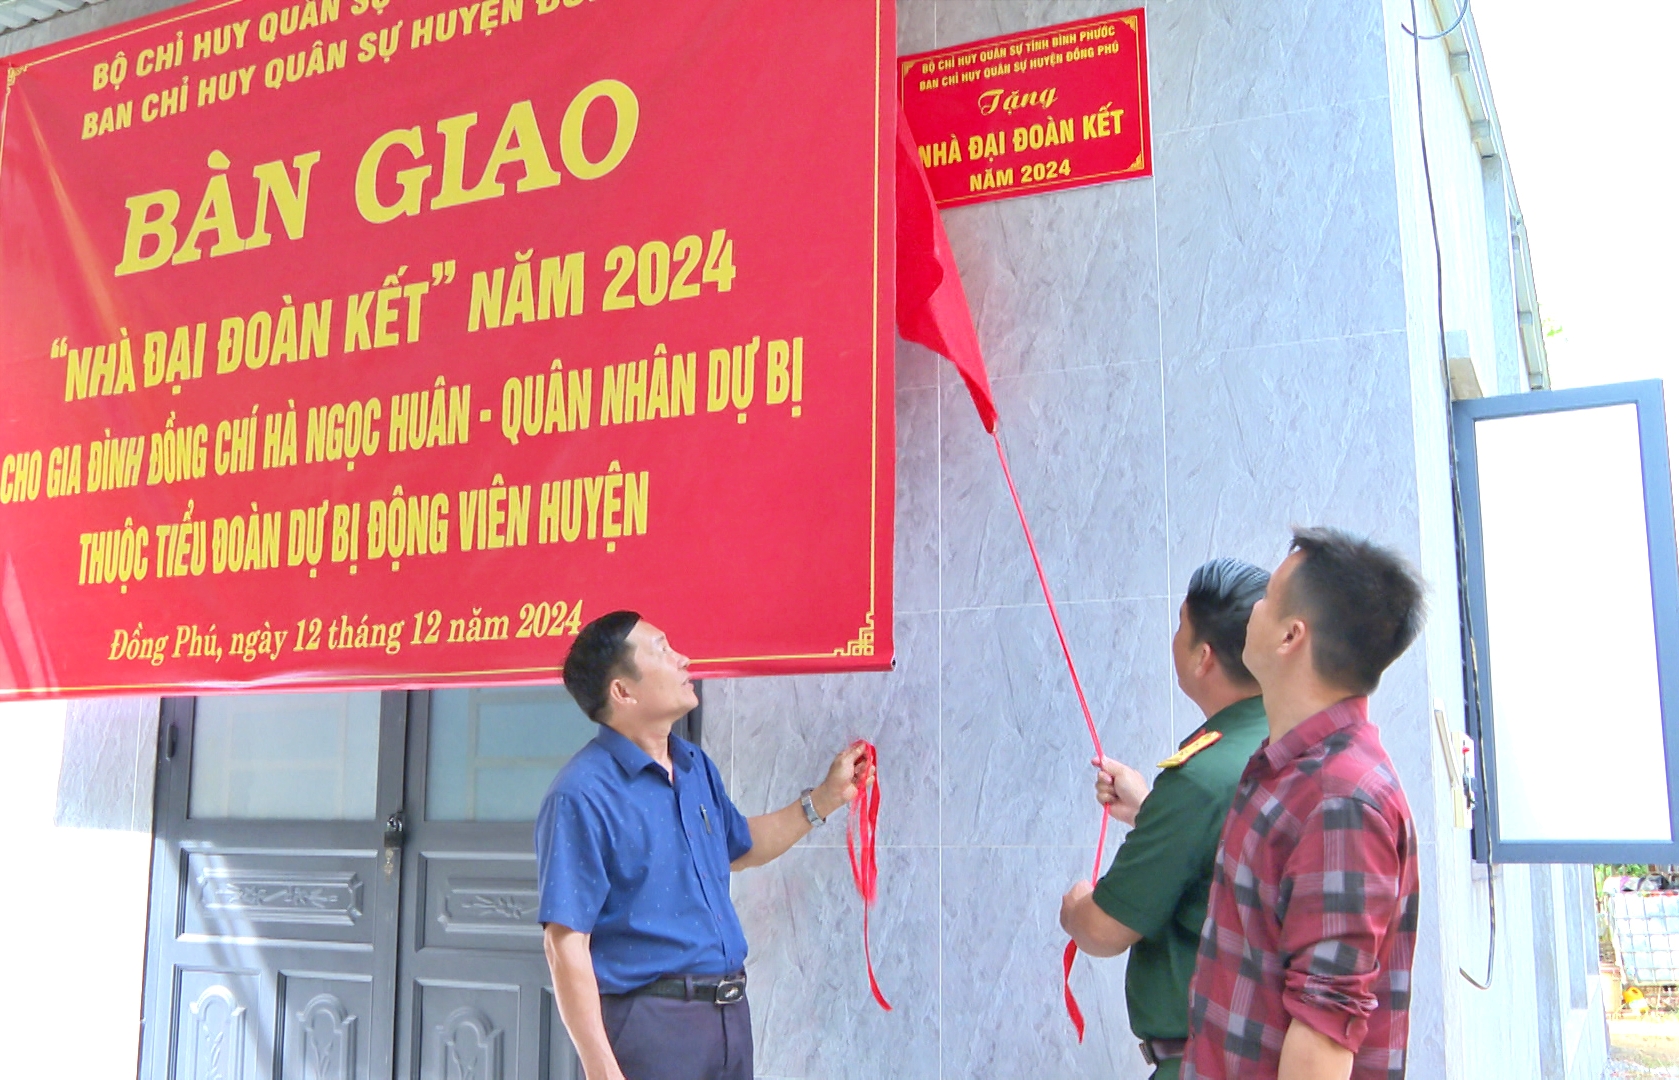 BỘ CHỈ HUY QUÂN SỰ
BAN CHỈ HUY QUÂN SỰ HUYỆN
BÀN GIAO
“NHÀ ĐẠI ĐOÀN KẾT” NĂM 2024
CHO GIA ĐÌNH ĐỒNG CHÍ HÀ NGỌC HUÂN - QUÂN NHÂN DỰ BỊ
THUỘC TIỂU ĐOÀN DỰ BỊ ĐỘNG VIÊN HUYỆN
Đồng Phú, ngày 12 tháng 12 năm 2024
BỘ CHỈ HUY QUÂN SỰ TỈNH BÌNH PHƯỚC
BAN CHỈ HUY QUÂN SỰ HUYỆN ĐỒNG PHÚ
Tặng
NHÀ ĐẠI ĐOÀN KẾT
NĂM 2024